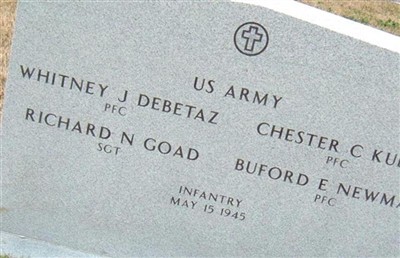 US ARMY
WHITNEY J DEBETAZ
PFC
CHESTER C
PFC
RICHARD N GOAD
SGT
BUFORD E
PFC
INFANTRY
MAY 15 1945